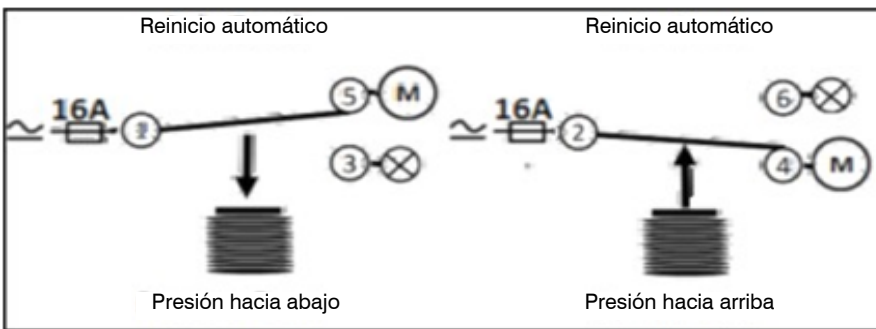 Reinicio automático
Reinicio automático
16A
5
M
3
16A
2
6
4
M
Presión hacia abajo
Presión hacia arriba